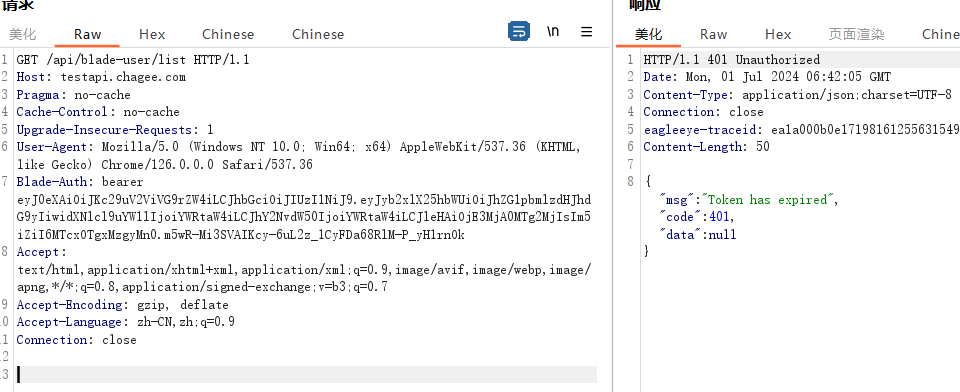 请求
美化 Raw Hex Chinese Chinese \n
1 GET /api/blade-user/list HTTP/1.1
2 Host: testapi.chagee.com
3 Pragma: no-cache
4 Cache-Control: no-cache
5 Upgrade-Insecure-Requests: 1
6 User-Agent: Mozilla/5.0 (Windows NT 10.0; Win64; x64) AppleWebKit/537.36 (KHTML,
like Gecko) Chrome/126.0.0.0 Safari/537.36
7 Blade-Auth: bearer
eyJ0eXAiOiJKc29uV2ViVG9rZW4iLCJhbGciOiJIUzI1NiJ9.eyJyb2xlX25hbWUiOiJhZG1pbmlzdHJhd
G9yIiwidXNlcl9uYW1lIjoiYWRtaW4iLCJhY2NvdW50IjoiYWRtaW4iLCJleHAiOjE3MjA0MTg2MjIsIm5
iZiI6MTcxOTgxMzgyMn0.m5wR-Mi3SVAIKcy-6uL2z_lCyFDa68RlM-P_yHlrn0k
8 Accept:
text/html,application/xhtml+xml,application/xml;q=0.9,image/avif,image/webp,image/
apng,*/*;q=0.8,application/signed-exchange;v=b3;q=0.7
9 Accept-Encoding: gzip, deflate
10 Accept-Language: zh-CN,zh;q=0.9
11 Connection: close
12
13
响应
美化 Raw Hex 页面渲染 Chine
1 HTTP/1.1 401 Unauthorized
2 Date: Mon, 01 Jul 2024 06:42:05 GMT
3 Content-Type: application/json;charset=UTF-8
4 Connection: close
5 eagleeye-traceid: ea1a000b0e17198161255631549
6 Content-Length: 50
7
8 {
"msg":"Token has expired",
"code":401,
"data":null
}